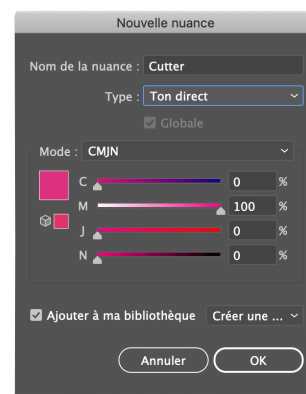 Nouvelle nuance
Nom de la nuance : Cutter
Type : Ton direct
Globale
Mode : CMJN
C 0 %
M 100 %
J 0 %
N 0 %
Ajouter à ma bibliothèque Créer une ...
Annuler OK